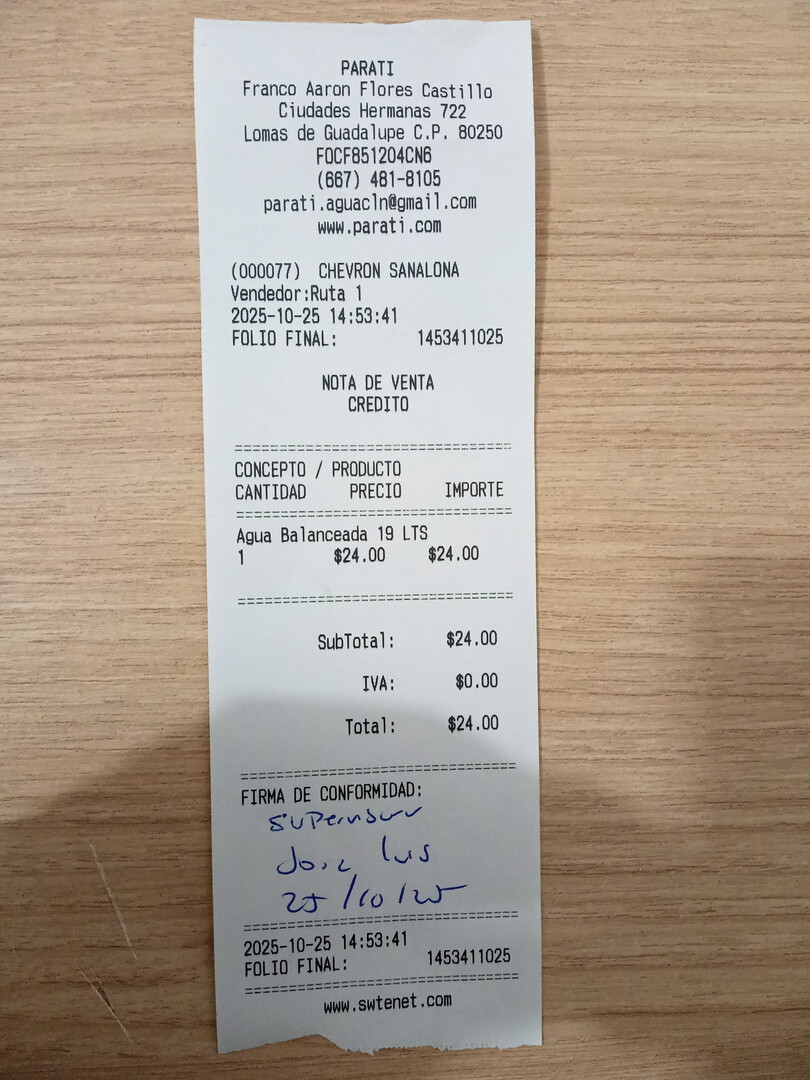 PARATI
Franco Aaron Flores Castillo
Ciudades Hermanas 722
Lomas de Guadalupe C.P. 80250
FOCF851204CN6
(667) 481-8105
parati.aguacln@gmail.com
www.parati.com
(000077) CHEVRON SANALONA
Vendedor:Ruta 1
2025-10-25 14:53:41
FOLIO FINAL: 1453411025
NOTA DE VENTA
CREDITO
==================================
CONCEPTO / PRODUCTO
CANTIDAD PRECIO IMPORTE
==================================
Agua Balanceada 19 LTS
1 $24.00 $24.00
==================================
SubTotal: $24.00
IVA: $0.00
Total: $24.00
==================================
FIRMA DE CONFORMIDAD:
Supervisor
Jose Luis
25/10/25
==================================
2025-10-25 14:53:41
FOLIO FINAL: 1453411025
==================================
www.swtenet.com